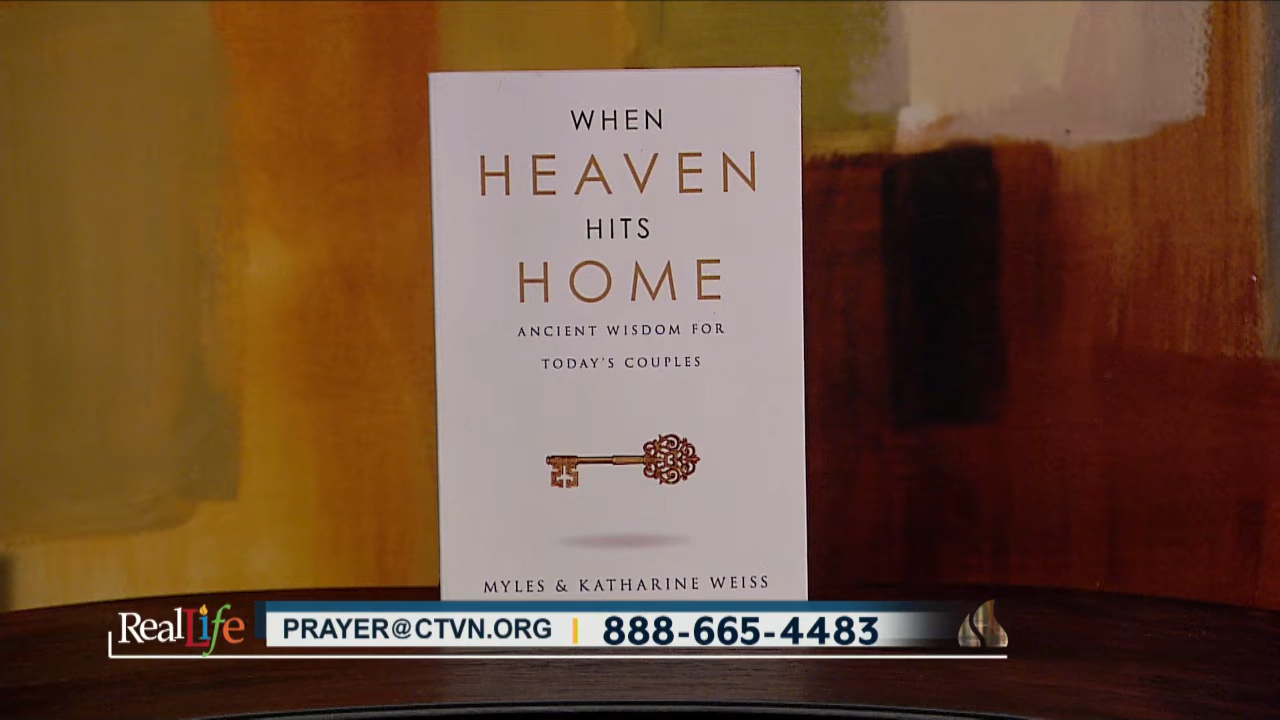 WHEN
HEAVEN
HITS
HOME
ANCIENT WISDOM FOR
TODAY'S COUPLES
MYLES & KATHARINE WEISS
RealLife PRAYER@CTVN.ORG | 888-665-4483